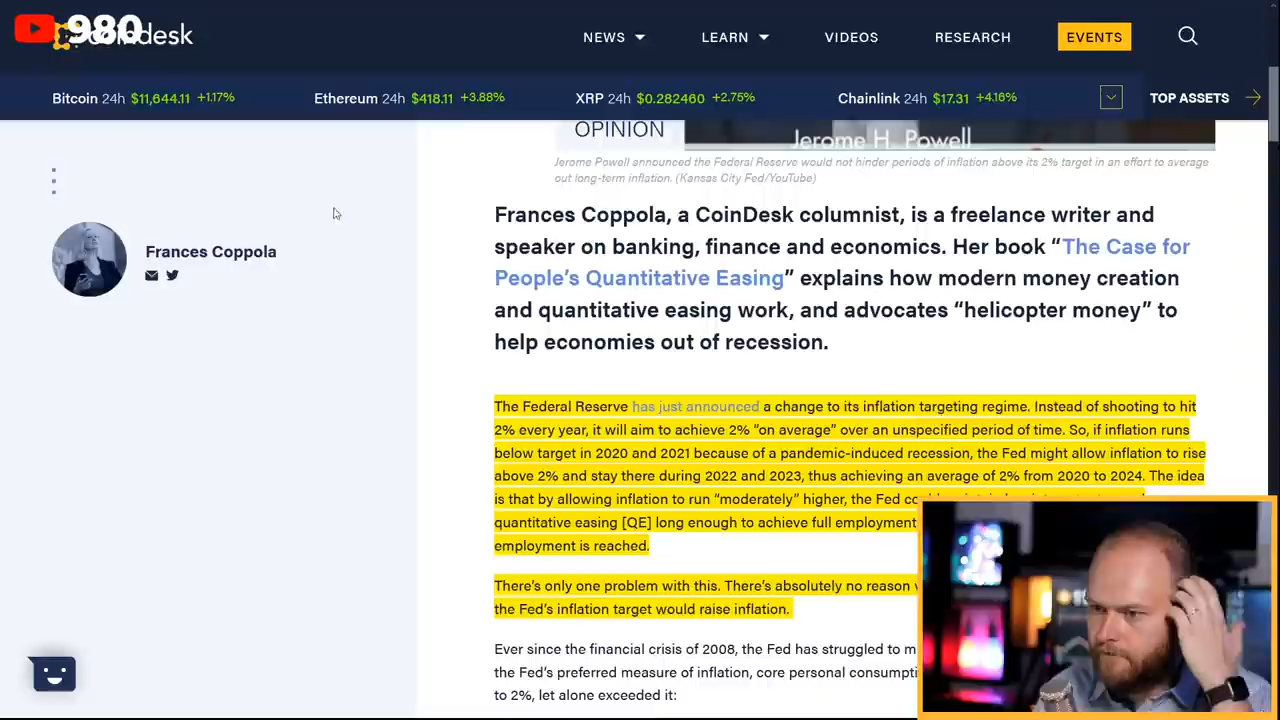 980
coindesk
NEWS LEARN VIDEOS RESEARCH EVENTS
Bitcoin 24h $11,644.11 +1.17% Ethereum 24h $418.11 +3.88% XRP 24h $0.282460 +2.75% Chainlink 24h $17.31 +4.16% TOP ASSETS
OPINION
Jerome H. Powell
Jerome Powell announced the Federal Reserve would not hinder periods of inflation above its 2% target in an effort to average
out long-term inflation. (Kansas City Fed/YouTube)
Frances Coppola
Frances Coppola, a CoinDesk columnist, is a freelance writer and
speaker on banking, finance and economics. Her book “The Case for
People’s Quantitative Easing” explains how modern money creation
and quantitative easing work, and advocates “helicopter money” to
help economies out of recession.
The Federal Reserve has just announced a change to its inflation targeting regime. Instead of shooting to hit
2% every year, it will aim to achieve 2% “on average” over an unspecified period of time. So, if inflation runs
below target in 2020 and 2021 because of a pandemic-induced recession, the Fed might allow inflation to rise
above 2% and stay there during 2022 and 2023, thus achieving an average of 2% from 2020 to 2024. The idea
is that by allowing inflation to run “moderately” higher, the Fed
quantitative easing [QE] long enough to achieve full employment
employment is reached.
There’s only one problem with this. There’s absolutely no reason
the Fed’s inflation target would raise inflation.
Ever since the financial crisis of 2008, the Fed has struggled to
the Fed’s preferred measure of inflation, core personal
to 2%, let alone exceeded it: